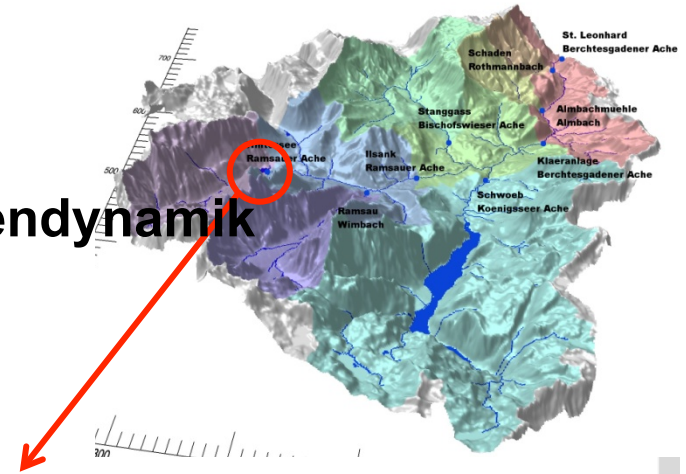 St. Leonhard
Berchtesgadener Ache
Schaden
Rothmannbach
700
600
Almbachmuehle
Almbach
Stanggass
Bischofswieser Ache
Ramsauer Ache
Ilsank
Ramsauer Ache
Klaeranlage
Berchtesgadener Ache
500
Schwoeb
Koenigsseer Ache
Ramsau
Wimbach
endynamik